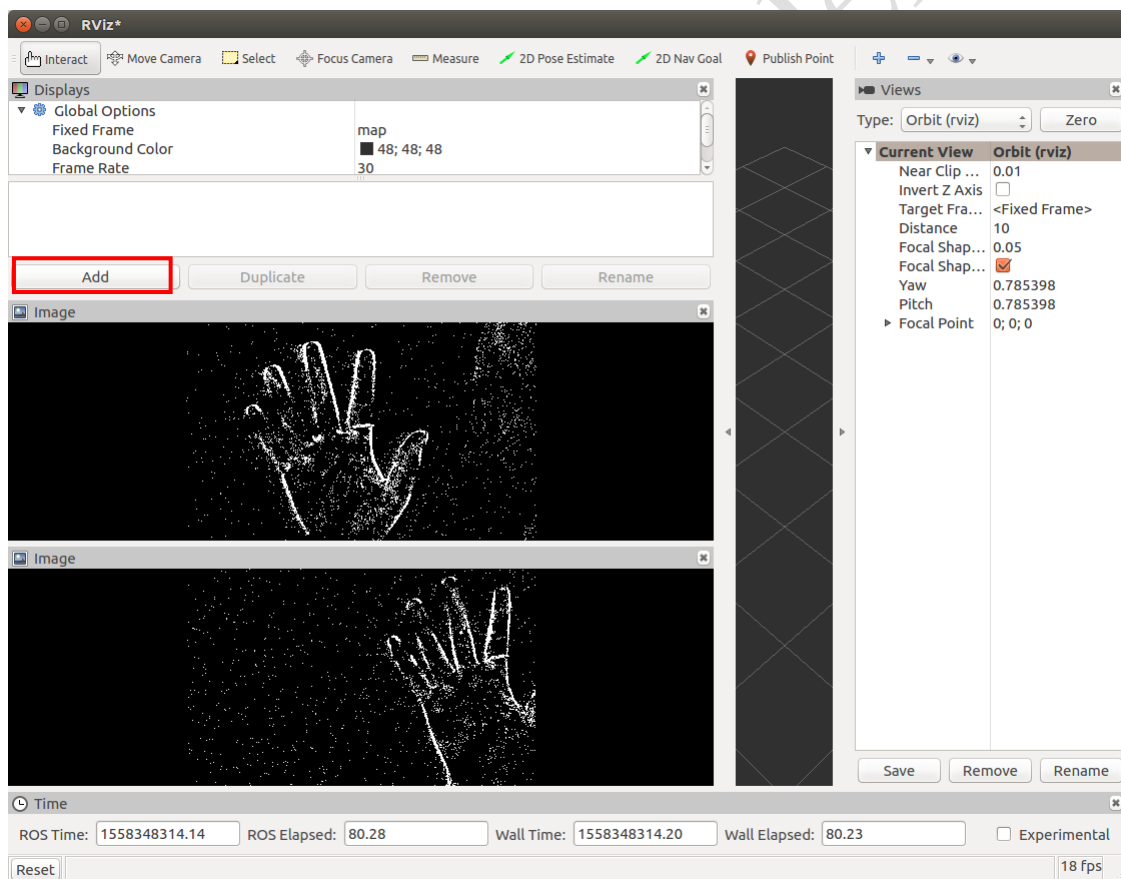 RViz*
Interact Move Camera Select Focus Camera Measure 2D Pose Estimate 2D Nav Goal Publish Point
Displays
Global Options
Fixed Frame map
Background Color 48; 48; 48
Frame Rate 30
Add Duplicate Remove Rename
Image
Image
Views
Type: Orbit (rviz) Zero
Current View Orbit (rviz)
Near Clip ... 0.01
Invert Z Axis
Target Fra... <Fixed Frame>
Distance 10
Focal Shap... 0.05
Focal Shap...
Yaw 0.785398
Pitch 0.785398
Focal Point 0; 0; 0
Save Remove Rename
Time
ROS Time: 1558348314.14 ROS Elapsed: 80.28 Wall Time: 1558348314.20 Wall Elapsed: 80.23 Experimental
Reset 18 fps